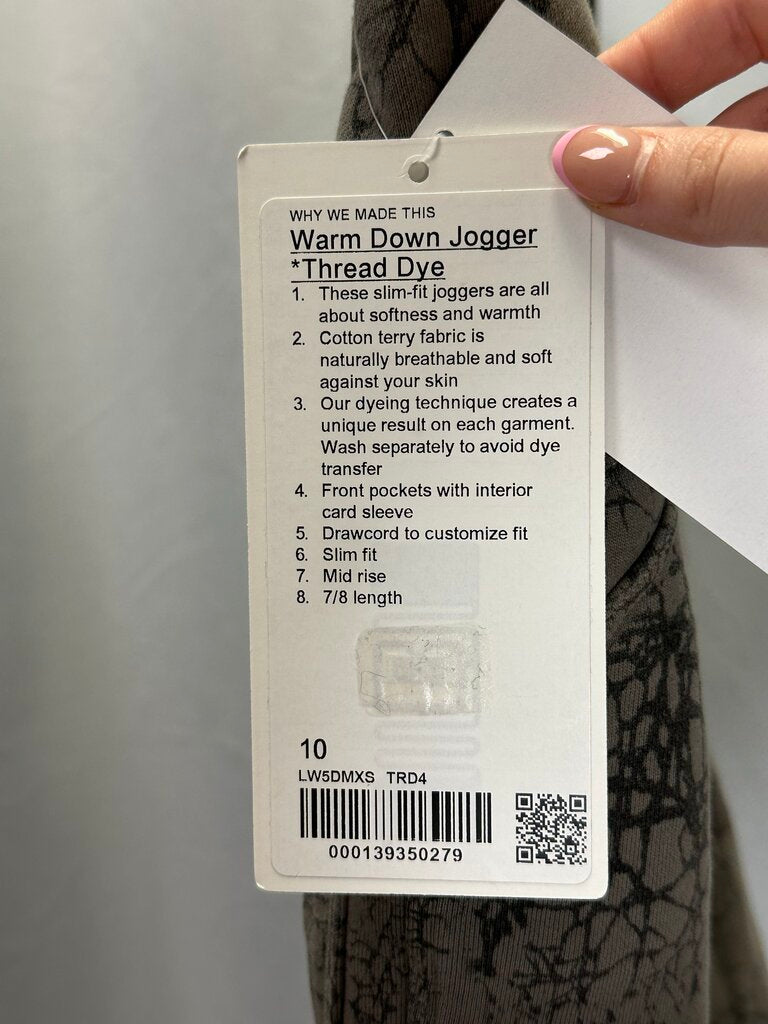 WHY WE MADE THIS
Warm Down Jogger
*Thread Dye
1. These slim-fit joggers are all
about softness and warmth
2. Cotton terry fabric is
naturally breathable and soft
against your skin
3. Our dyeing technique creates a
unique result on each garment.
Wash separately to avoid dye
transfer
4. Front pockets with interior
card sleeve
5. Drawcord to customize fit
6. Slim fit
7. Mid rise
8. 7/8 length
10
LW5DMXS TRD4
000139350279